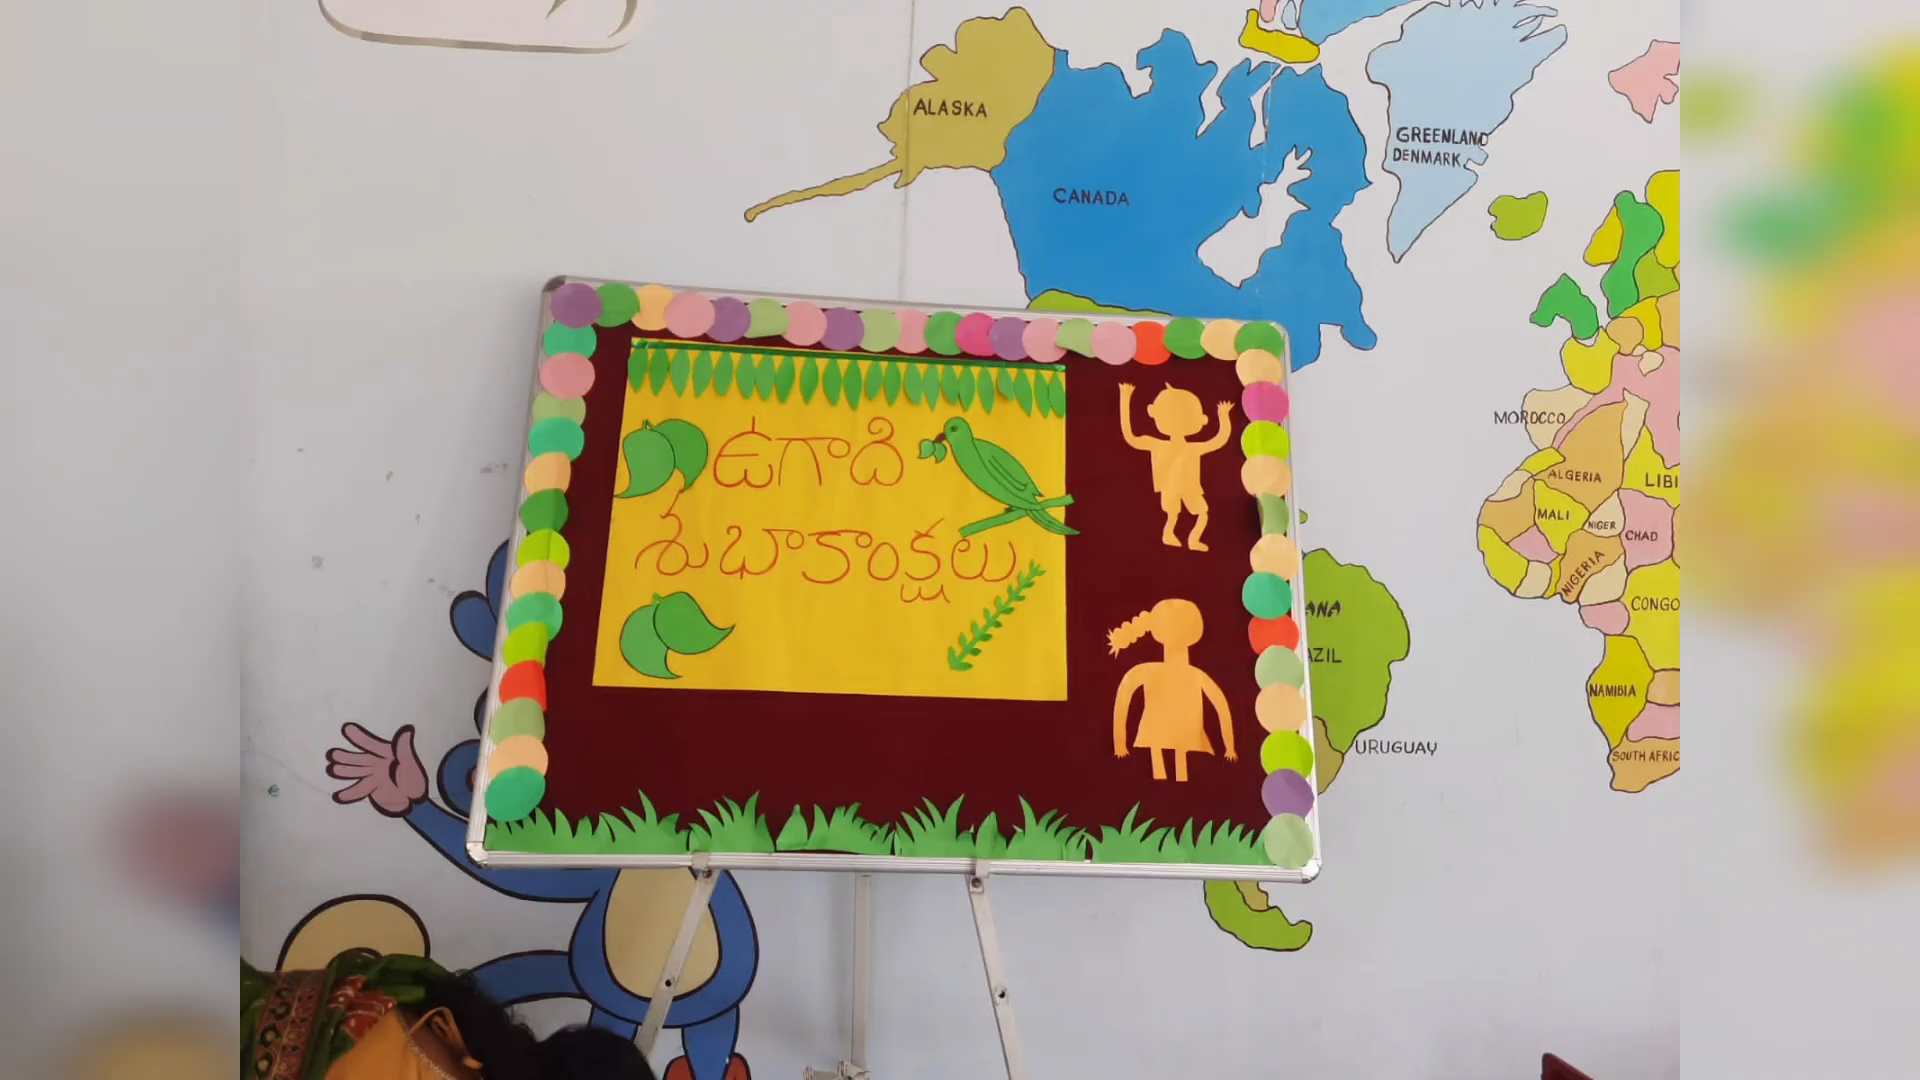 ALASKA
CANADA
GREENLAND
DENMARK
ఉగాది
శుభాకాంక్షలు
MOROCCO
ALGERIA
LIBI
MALI
NIGER
CHAD
NIGERIA
CONGO
ANA
AZIL
NAMIBIA
URUGUAY
SOUTH AFRIC